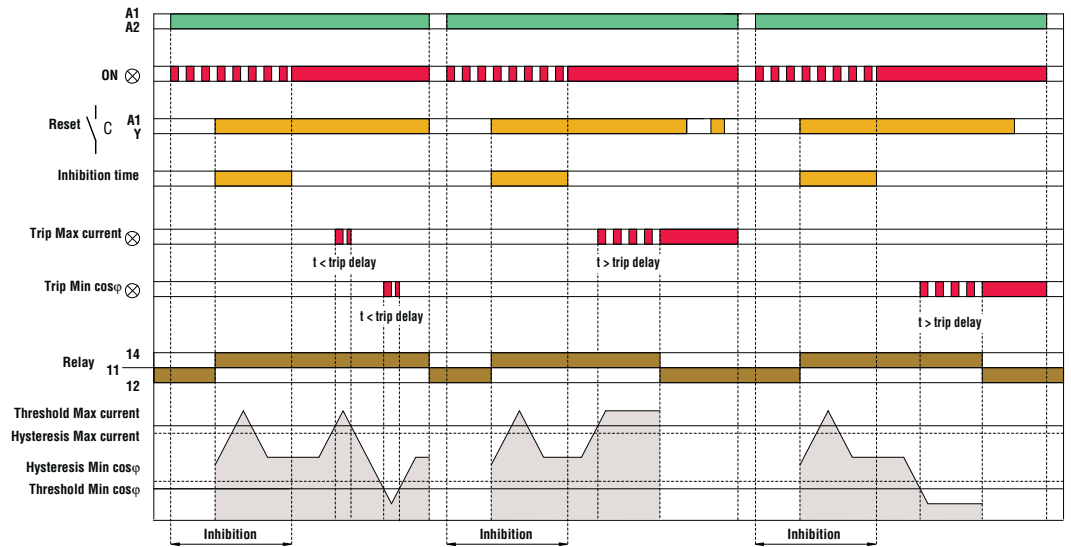 A1
A2
ON
Reset C A1
Y
Inhibition time
Trip Max current
t < trip delay
t > trip delay
Trip Min cosφ
t < trip delay
t > trip delay
Relay 14
11
12
Threshold Max current
Hysteresis Max current
Hysteresis Min cosφ
Threshold Min cosφ
Inhibition Inhibition Inhibition